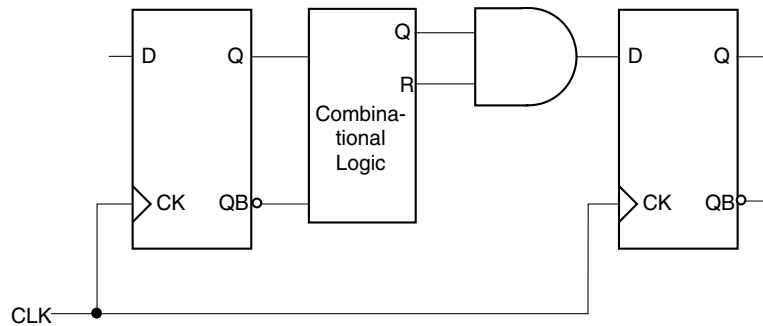 D Q
Q
R
Combina-
tional
Logic
D Q
CK QB
CK QB
CLK